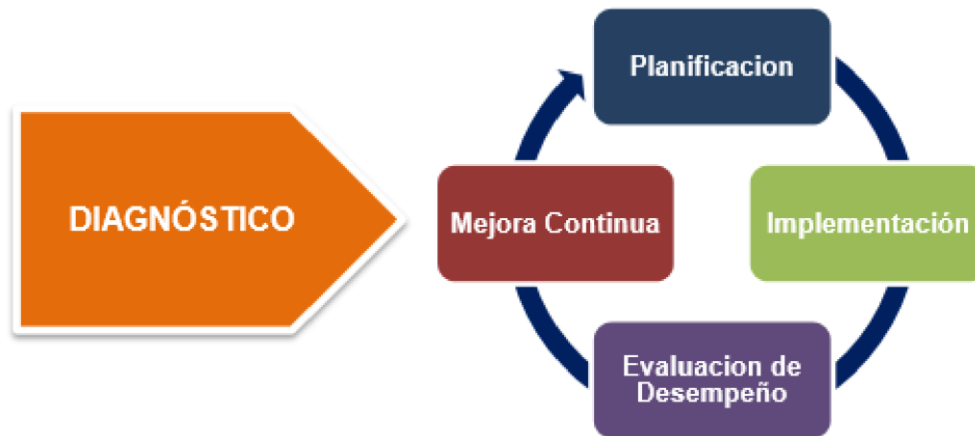 DIAGNÓSTICO
Planificacion
Implementación
Evaluacion de
Desempeño
Mejora Continua